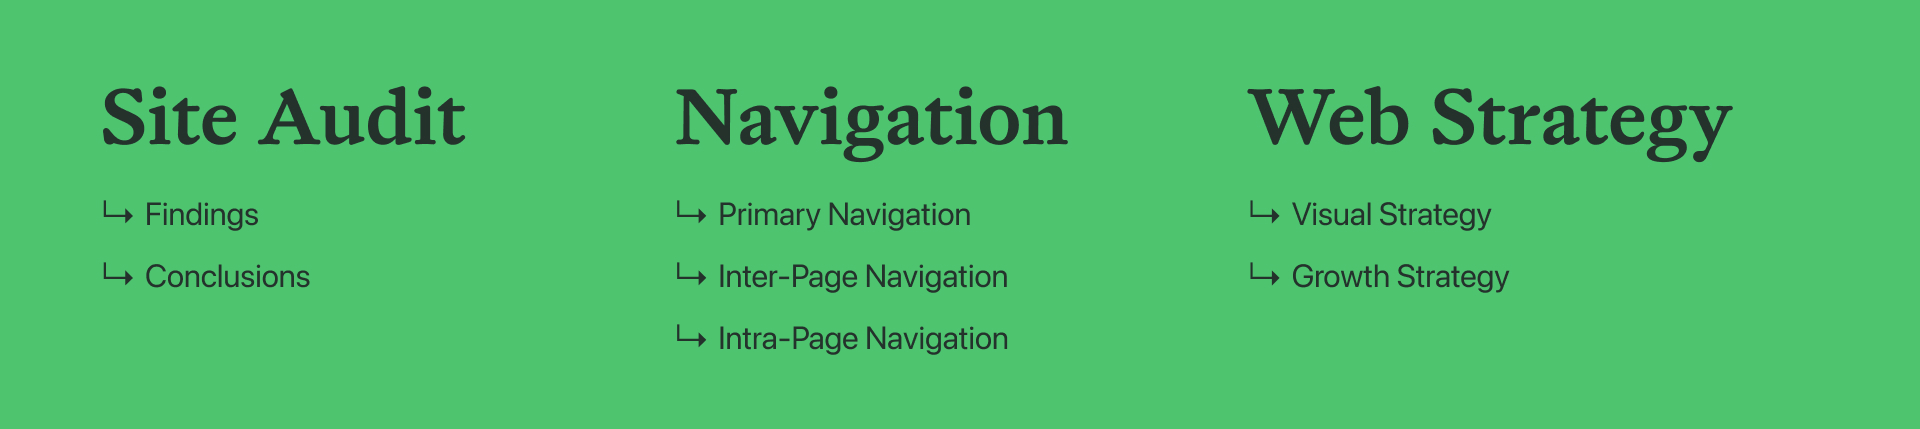 Site Audit
↳ Findings
↳ Conclusions
Navigation
↳ Primary Navigation
↳ Inter-Page Navigation
↳ Intra-Page Navigation
Web Strategy
↳ Visual Strategy
↳ Growth Strategy